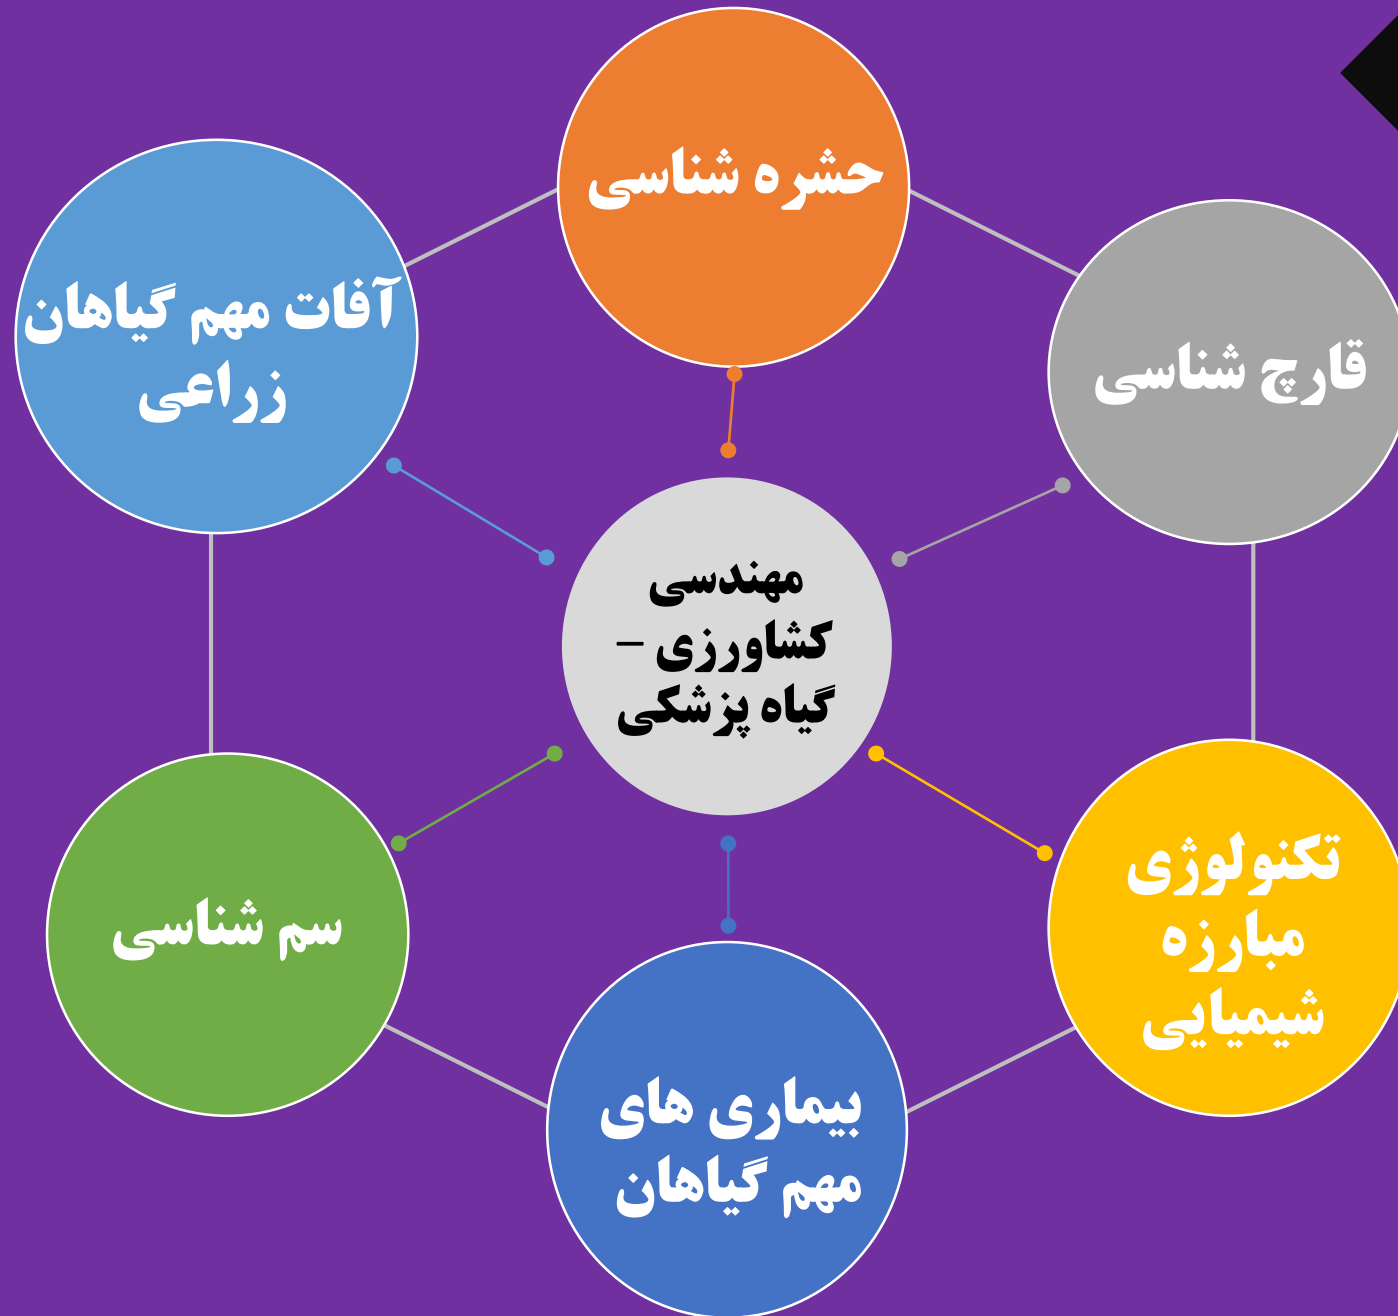 حشره شناسی
قارچ شناسی
آفات مهم گیاهان
زراعی
مهندسی
کشاورزی –
گیاه پزشکی
تکنولوژی
مبارزه
شیمیایی
سم شناسی
بیماری های
مهم گیاهان